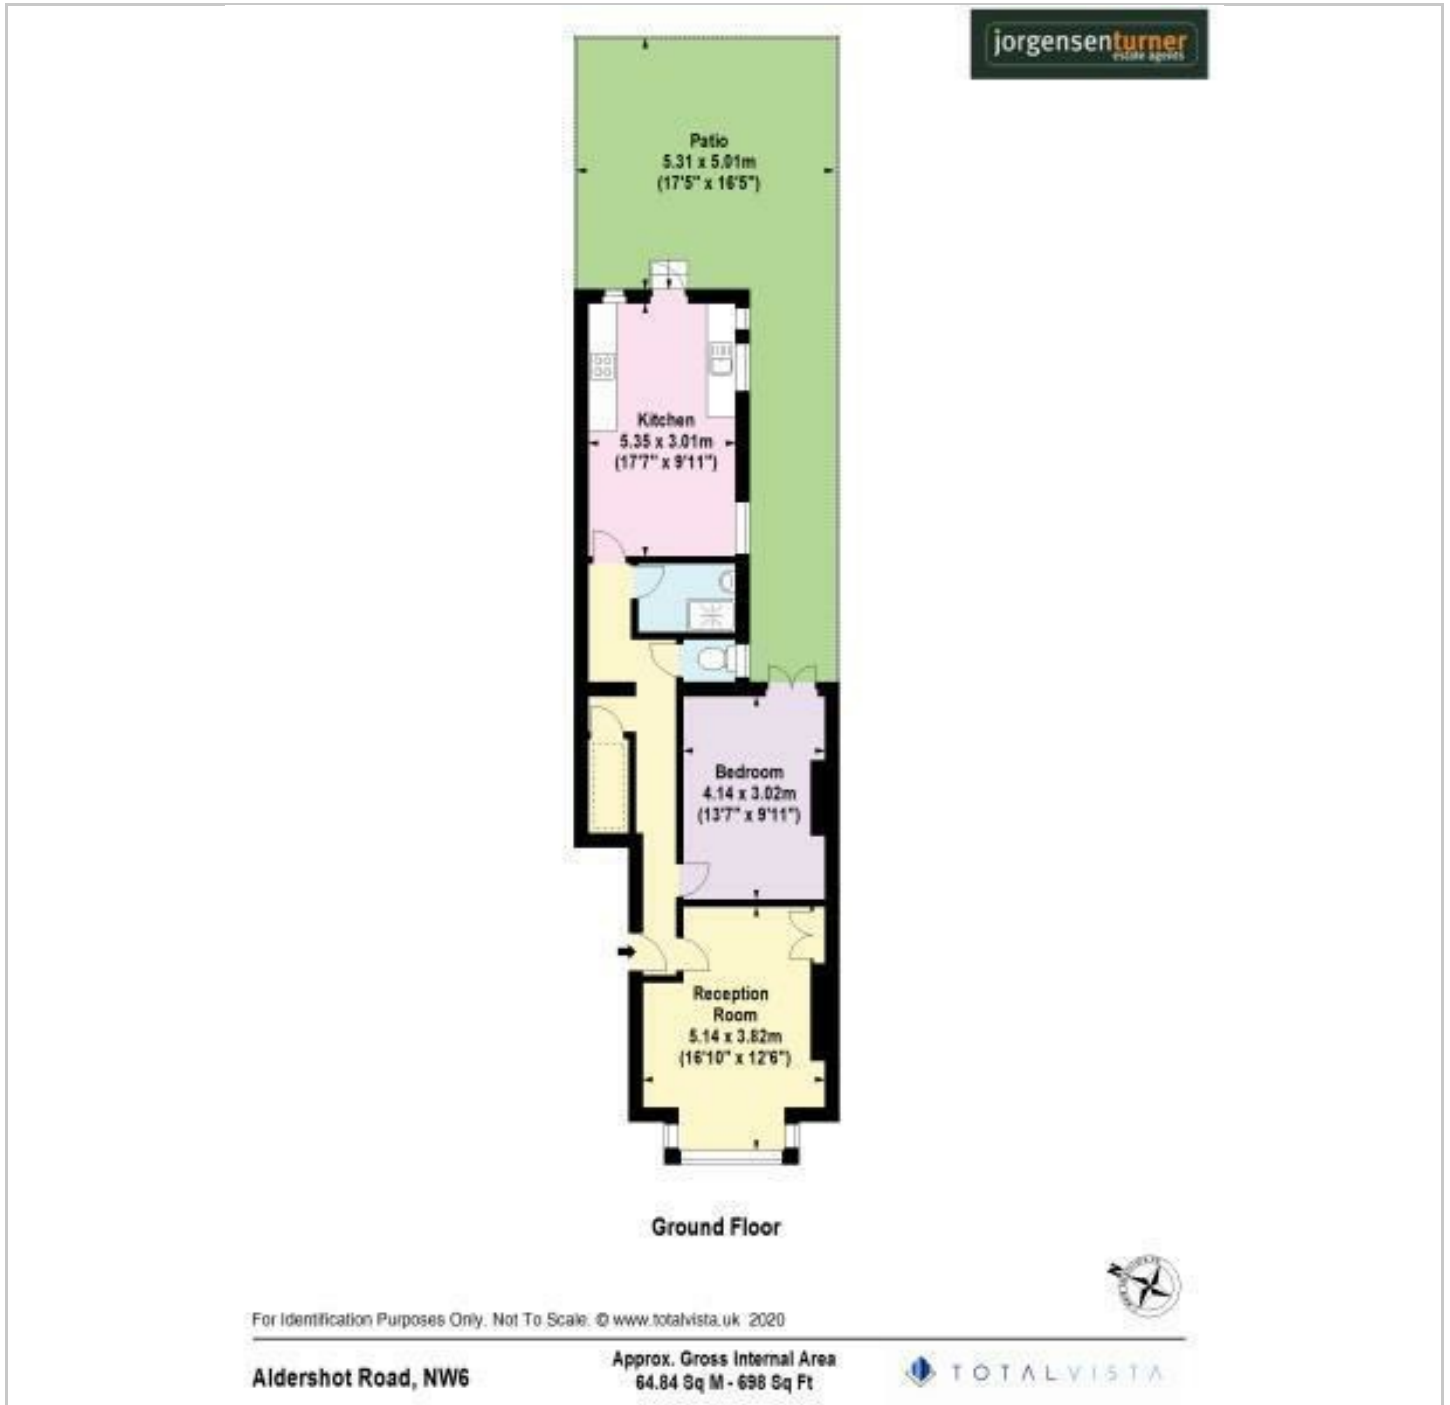 jorgensenturner
estate agents
Patio
5.31 x 5.01m
(17'5" x 16'5")
Kitchen
5.35 x 3.01m
(17'7" x 9'11")
Bedroom
4.14 x 3.02m
(13'7" x 9'11")
Reception
Room
5.14 x 3.82m
(16'10" x 12'6")
Ground Floor
N
For Identification Purposes Only. Not To Scale. © www.totalvista.uk 2020
Aldershot Road, NW6
Approx. Gross Internal Area
64.84 Sq M - 698 Sq Ft
TOTALVISTA